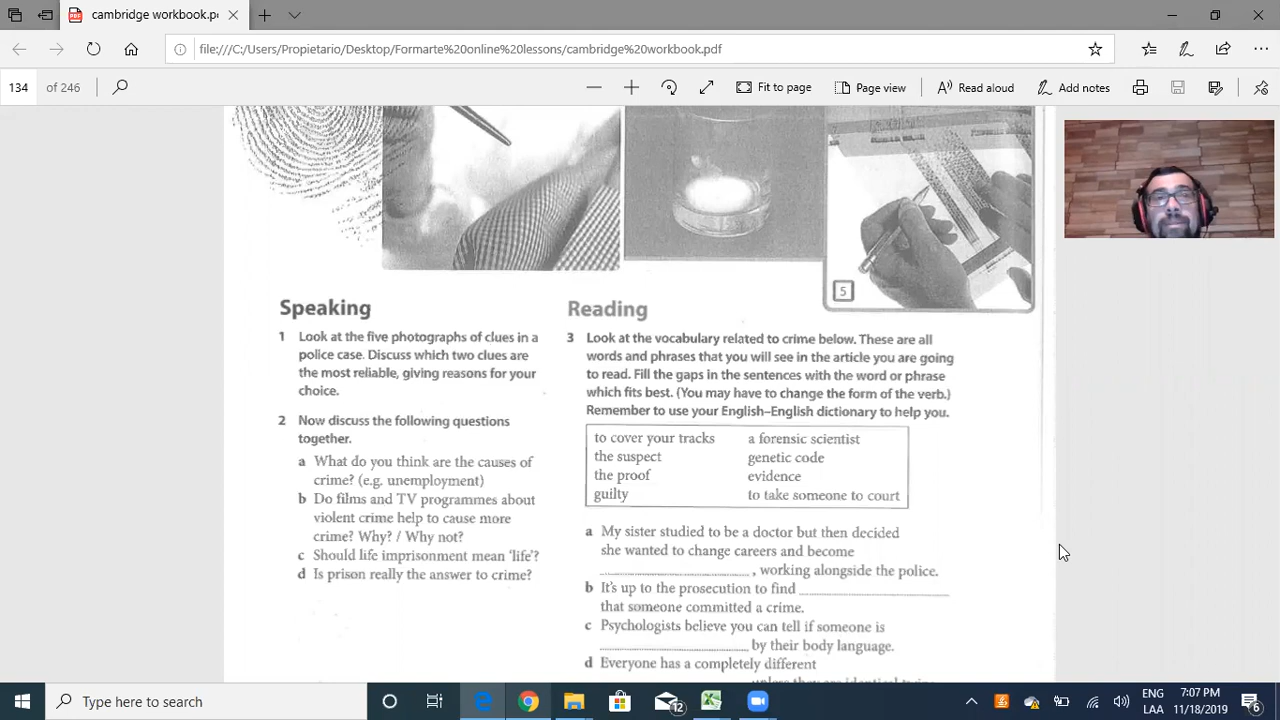 cambridge workbook.p
file:///C:/Users/Propietario/Desktop/Formarte%20online%20lessons/cambridge%20workbook.pdf
134 of 246
Fit to page
Page view
Read aloud
Add notes
5
Speaking
1 Look at the five photographs of clues in a
police case. Discuss which two clues are
the most reliable, giving reasons for your
choice.
2 Now discuss the following questions
together.
a What do you think are the causes of
crime? (e.g. unemployment)
b Do films and TV programmes about
violent crime help to cause more
crime? Why? / Why not?
c Should life imprisonment mean 'life'?
d Is prison really the answer to crime?
Reading
3 Look at the vocabulary related to crime below. These are all
words and phrases that you will see in the article you are going
to read. Fill the gaps in the sentences with the word or phrase
which fits best. (You may have to change the form of the verb.)
Remember to use your English–English dictionary to help you.
to cover your tracks
the suspect
the proof
guilty
a forensic scientist
genetic code
evidence
to take someone to court
a My sister studied to be a doctor but then decided
she wanted to change careers and become
, working alongside the police.
b It's up to the prosecution to find
that someone committed a crime.
c Psychologists believe you can tell if someone is
by their body language.
d Everyone has a completely different
Type here to search
12
ENG
LAA
7:07 PM
11/18/2019
6